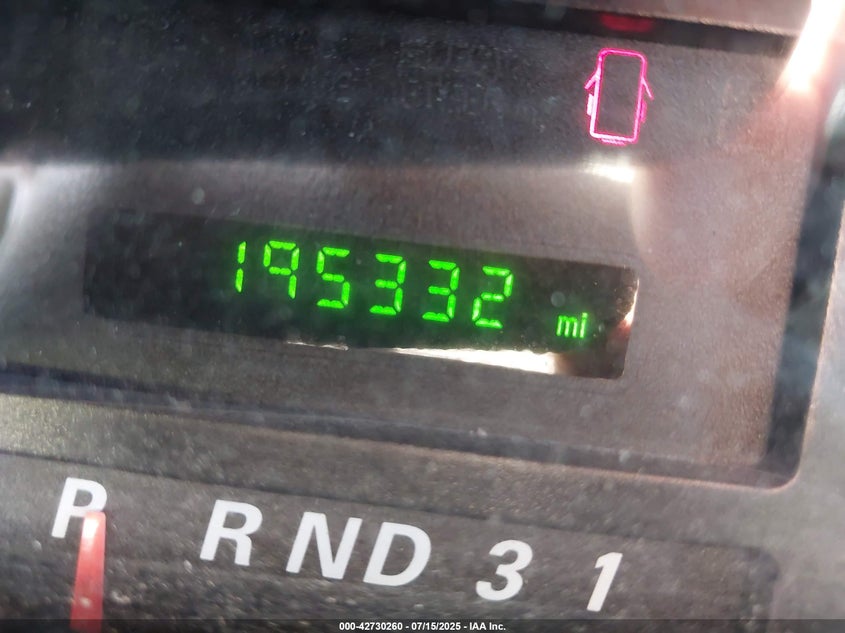 195332 mi
P R N D 3 1
000-42730260 - 07/15/2025 - IAA Inc.